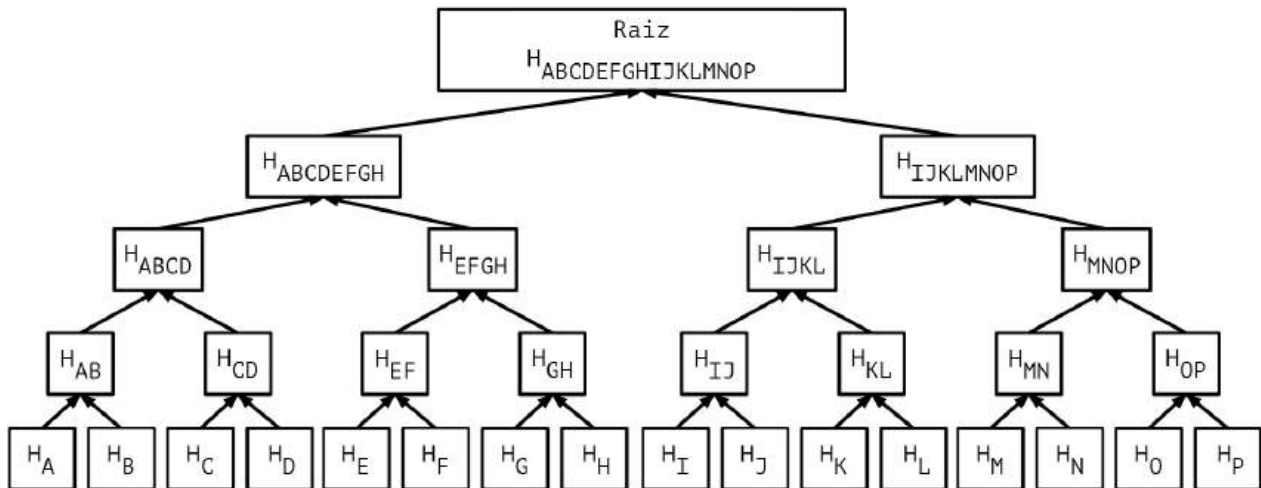 Raiz
HABCDEFGHIJKLMNOP
HABCDEFGH HIJKLMNOP
HABCD HEFGH HIJKL HMNOP
HAB HCD HEF HGH HIJ HKL HMN HOP
HA HB HC HD HE HF HG HH HI HJ HK HL HM HN HO HP